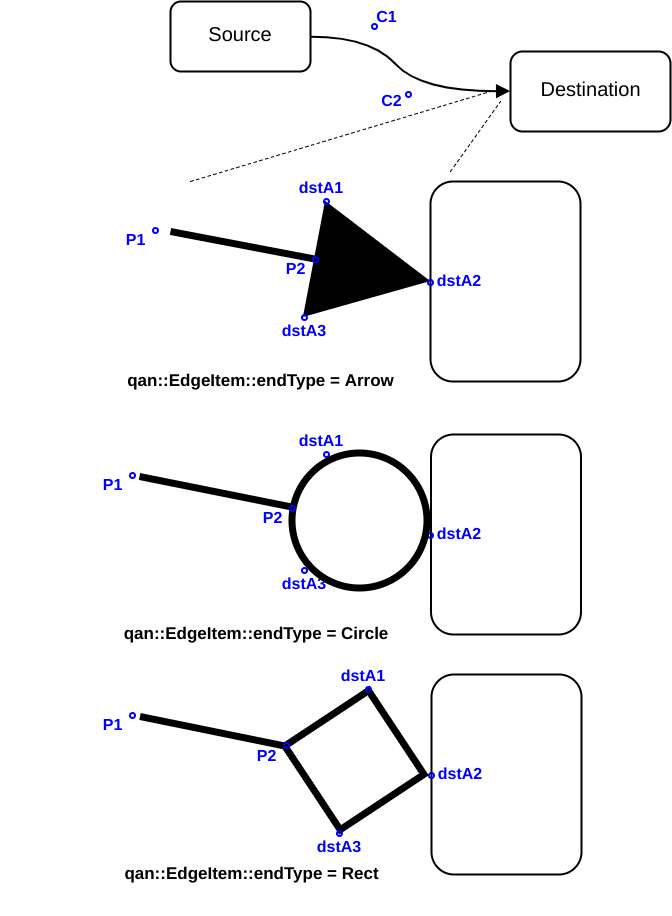 C1
Source
Destination
C2
dstA1
P1
P2
dstA2
dstA3
qan::EdgeItem::endType = Arrow
dstA1
P1
P2
dstA2
dstA3
qan::EdgeItem::endType = Circle
dstA1
P1
P2
dstA2
dstA3
qan::EdgeItem::endType = Rect